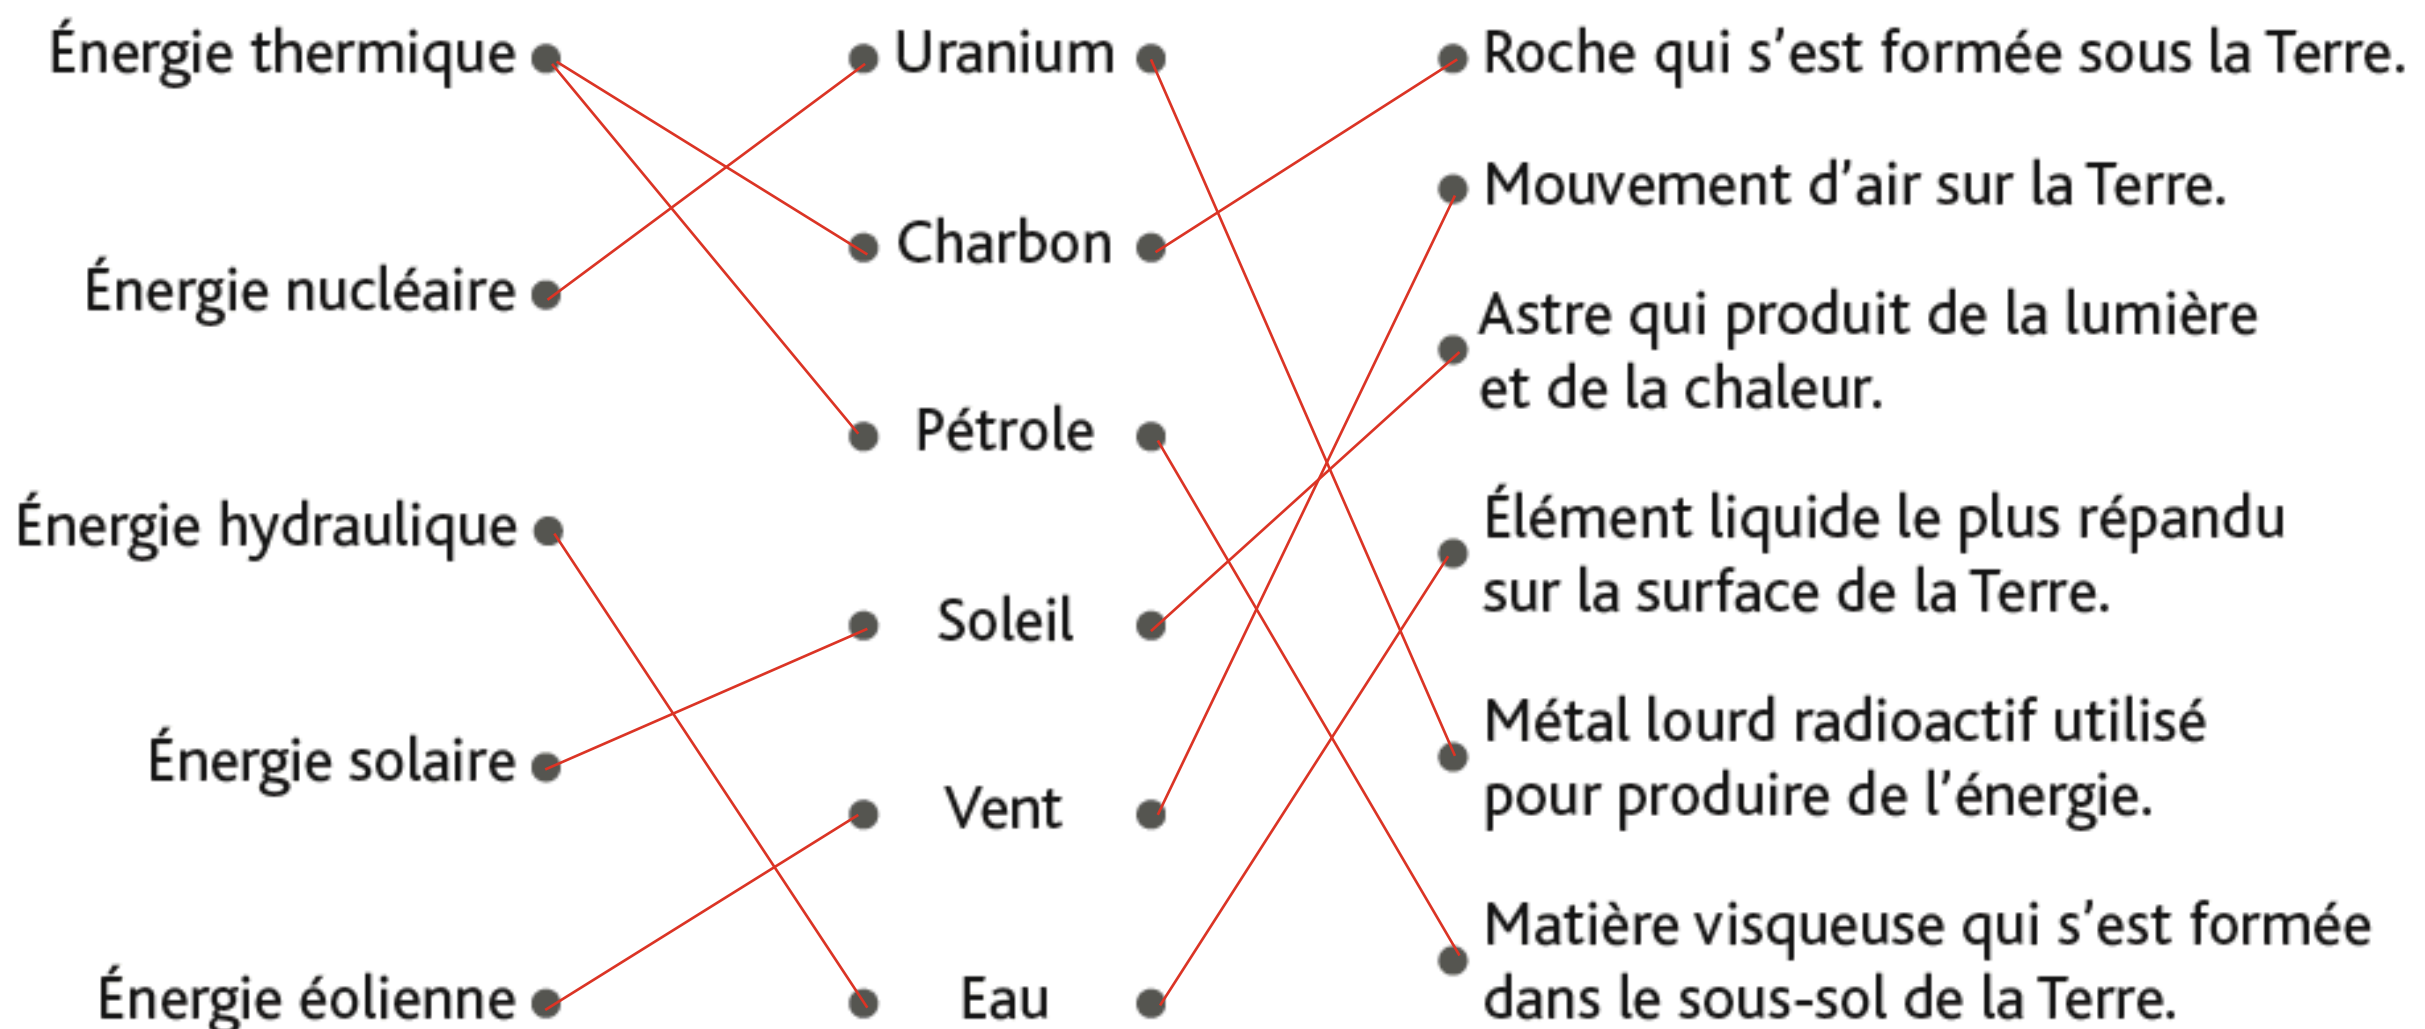 Énergie thermique
Énergie nucléaire
Énergie hydraulique
Énergie solaire
Énergie éolienne
Uranium
Charbon
Pétrole
Soleil
Vent
Eau
Roche qui s’est formée sous la Terre.
Mouvement d’air sur la Terre.
Astre qui produit de la lumière
et de la chaleur.
Élément liquide le plus répandu
sur la surface de la Terre.
Métal lourd radioactif utilisé
pour produire de l’énergie.
Matière visqueuse qui s’est formée
dans le sous-sol de la Terre.